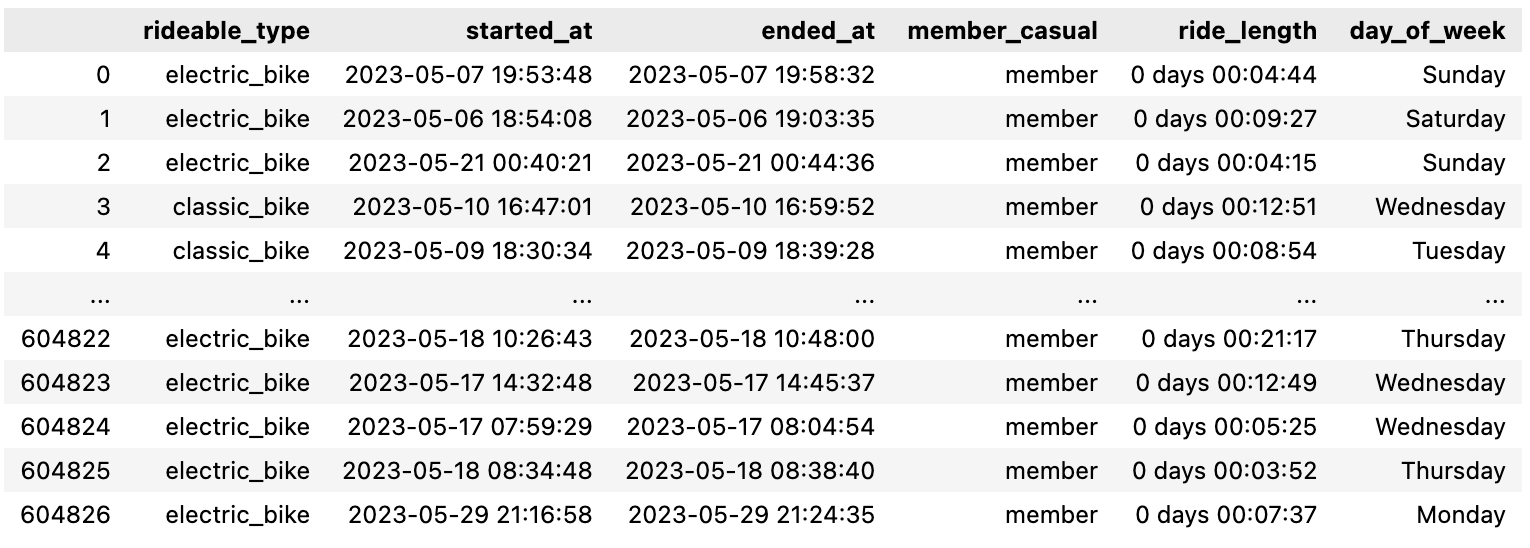 rideable_type started_at ended_at member_casual ride_length day_of_week
0 electric_bike 2023-05-07 19:53:48 2023-05-07 19:58:32 member 0 days 00:04:44 Sunday
1 electric_bike 2023-05-06 18:54:08 2023-05-06 19:03:35 member 0 days 00:09:27 Saturday
2 electric_bike 2023-05-21 00:40:21 2023-05-21 00:44:36 member 0 days 00:04:15 Sunday
3 classic_bike 2023-05-10 16:47:01 2023-05-10 16:59:52 member 0 days 00:12:51 Wednesday
4 classic_bike 2023-05-09 18:30:34 2023-05-09 18:39:28 member 0 days 00:08:54 Tuesday
... ... ... ... ... ... ...
604822 electric_bike 2023-05-18 10:26:43 2023-05-18 10:48:00 member 0 days 00:21:17 Thursday
604823 electric_bike 2023-05-17 14:32:48 2023-05-17 14:45:37 member 0 days 00:12:49 Wednesday
604824 electric_bike 2023-05-17 07:59:29 2023-05-17 08:04:54 member 0 days 00:05:25 Wednesday
604825 electric_bike 2023-05-18 08:34:48 2023-05-18 08:38:40 member 0 days 00:03:52 Thursday
604826 electric_bike 2023-05-29 21:16:58 2023-05-29 21:24:35 member 0 days 00:07:37 Monday